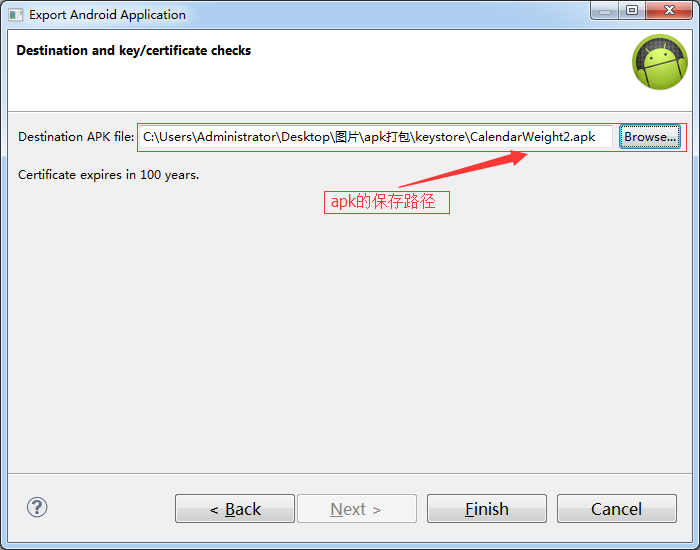 Export Android Application
Destination and key/certificate checks
Destination APK file: C:\Users\Administrator\Desktop\图片\apk打包\keystore\CalendarWeight2.apk Browse...
Certificate expires in 100 years.
apk的保存路径
? < Back Next > Finish Cancel